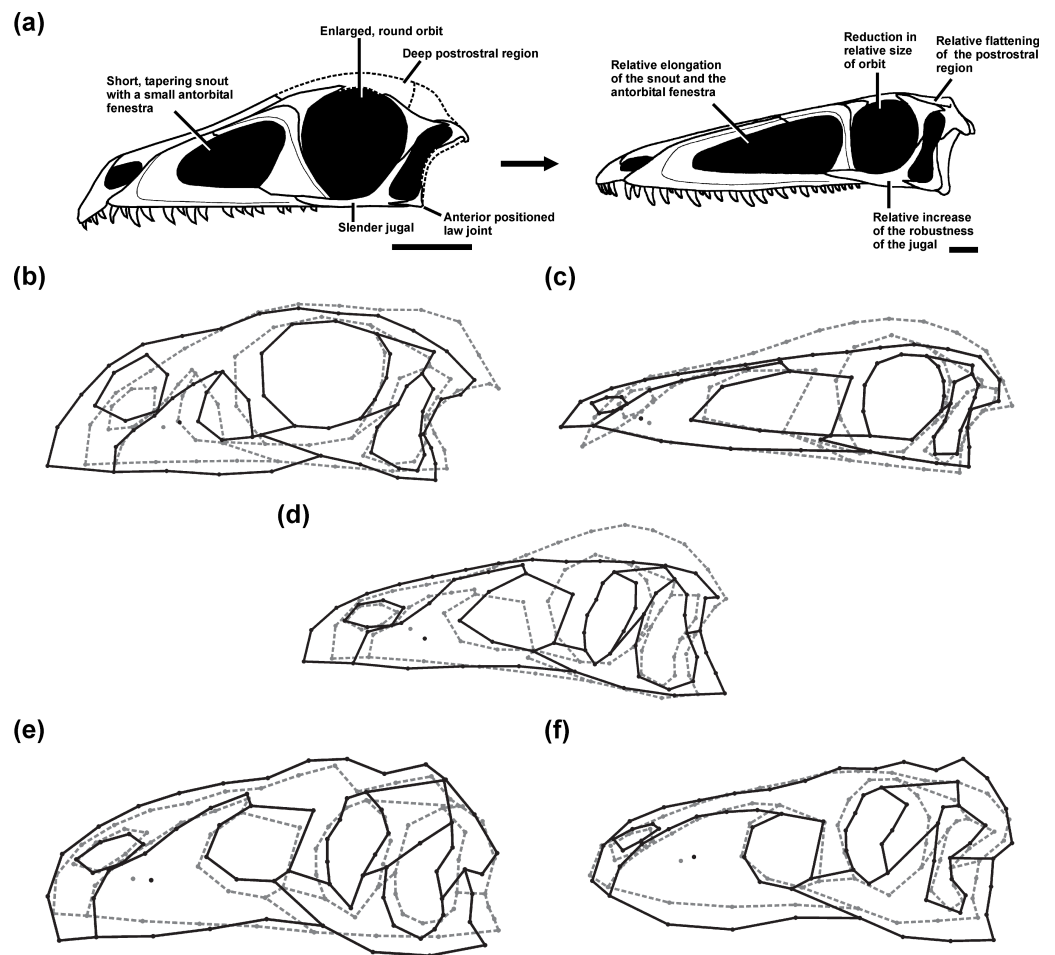 (a)
Enlarged, round orbit
Deep postrostral region
Short, tapering snout
with a small antorbital
fenestra
Slender jugal
Anterior positioned
law joint
Relative elongation
of the snout and the
antorbital fenestra
Reduction in
relative size
of orbit
Relative flattening
of the postrostral
region
Relative increase
of the robustness
of the jugal
(b)
(c)
(d)
(e)
(f)